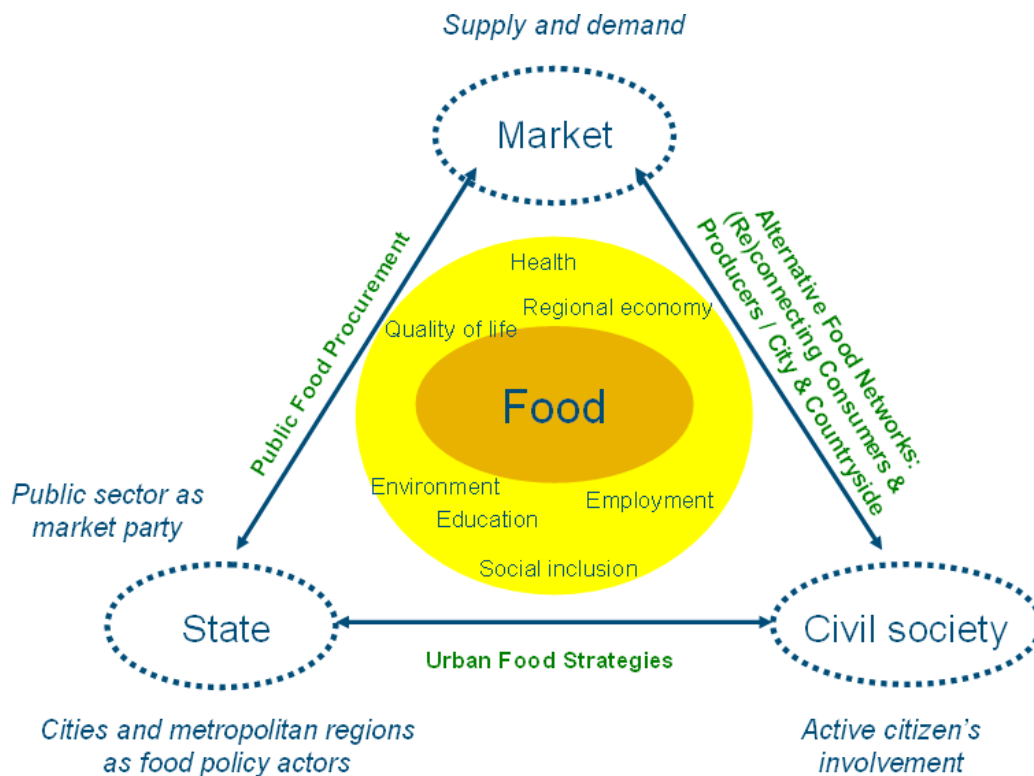 Supply and demand
Market
Public Food Procurement
Alternative Food Networks:
(Re)connecting Consumers &
Producers / City & Countryside
Health
Regional economy
Quality of life
Food
Environment
Employment
Education
Social inclusion
Public sector as
market party
State
Civil society
Urban Food Strategies
Cities and metropolitan regions
as food policy actors
Active citizen's
involvement